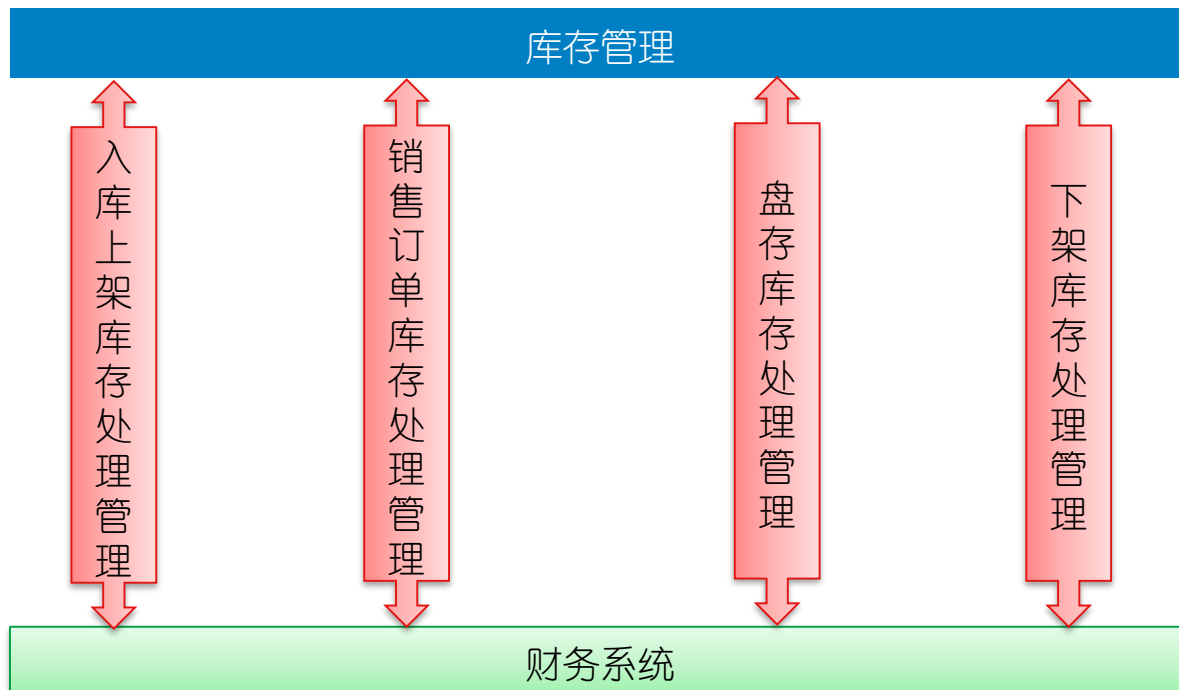 库存管理
入库上架库存处理管理
销售订单库存处理管理
盘存库存处理管理
下架库存处理管理
财务系统